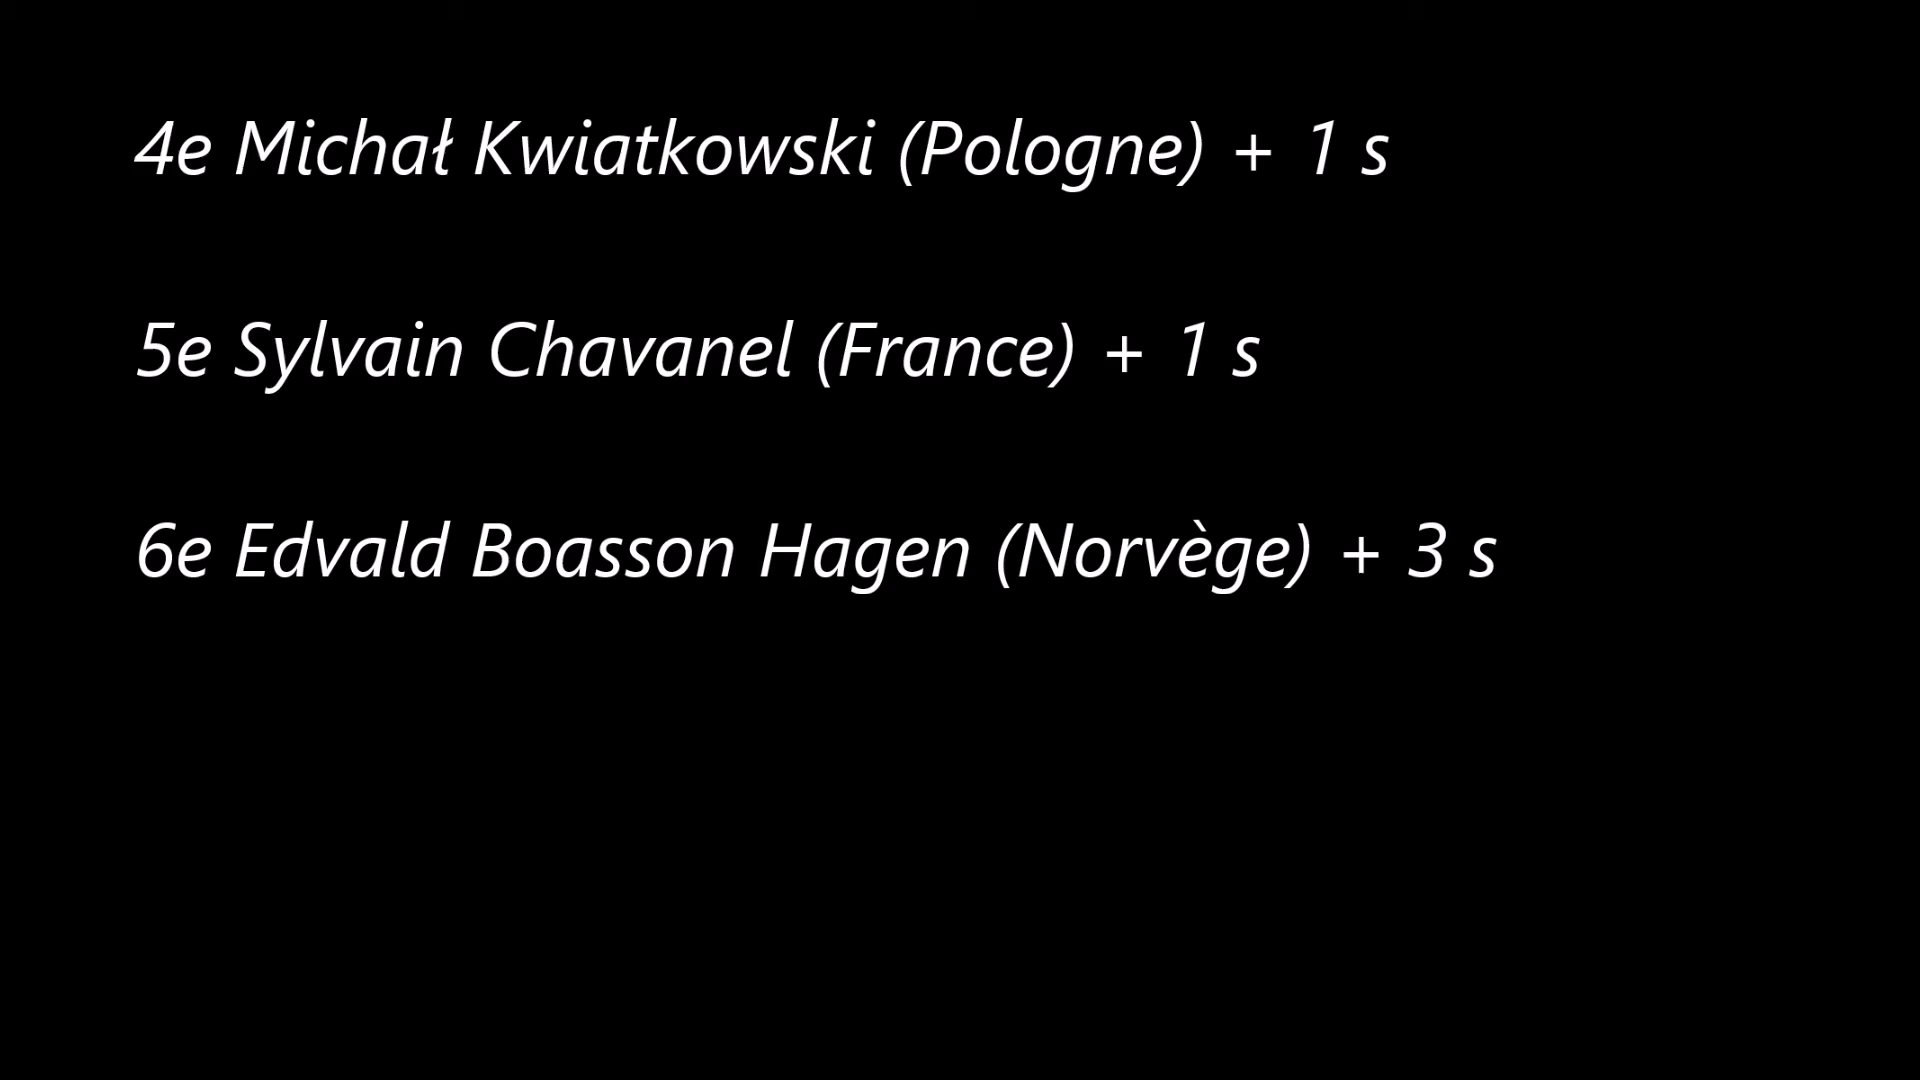 4e Michał Kwiatkowski (Pologne) + 1 s
5e Sylvain Chavanel (France) + 1 s
6e Edvald Boasson Hagen (Norvège) + 3 s